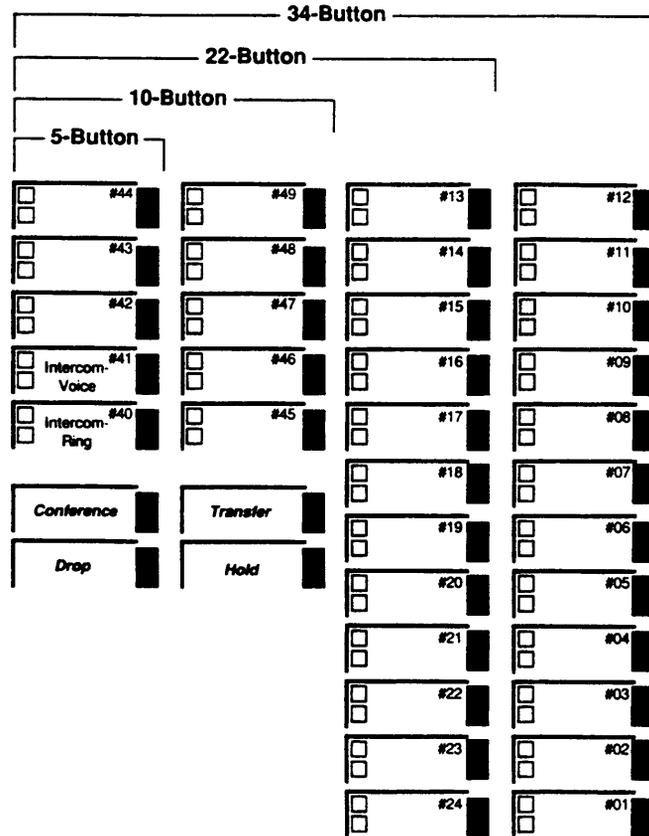 34-Button
22-Button
10-Button
5-Button
#44 #49 #13 #12
#43 #48 #14 #11
#42 #47 #15 #10
Intercom- #41 #46 #16 #09
Voice
Intercom- #40 #45 #17 #08
Ring
#18 #07
Conference Transfer
#19 #06
Drop Hold
#20 #05
#21 #04
#22 #03
#23 #02
#24 #01